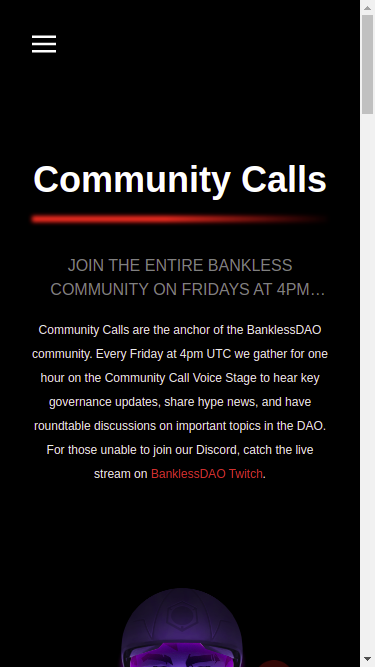 Community Calls
JOIN THE ENTIRE BANKLESS
COMMUNITY ON FRIDAYS AT 4PM…
Community Calls are the anchor of the BanklessDAO
community. Every Friday at 4pm UTC we gather for one
hour on the Community Call Voice Stage to hear key
governance updates, share hype news, and have
roundtable discussions on important topics in the DAO.
For those unable to join our Discord, catch the live
stream on BanklessDAO Twitch.